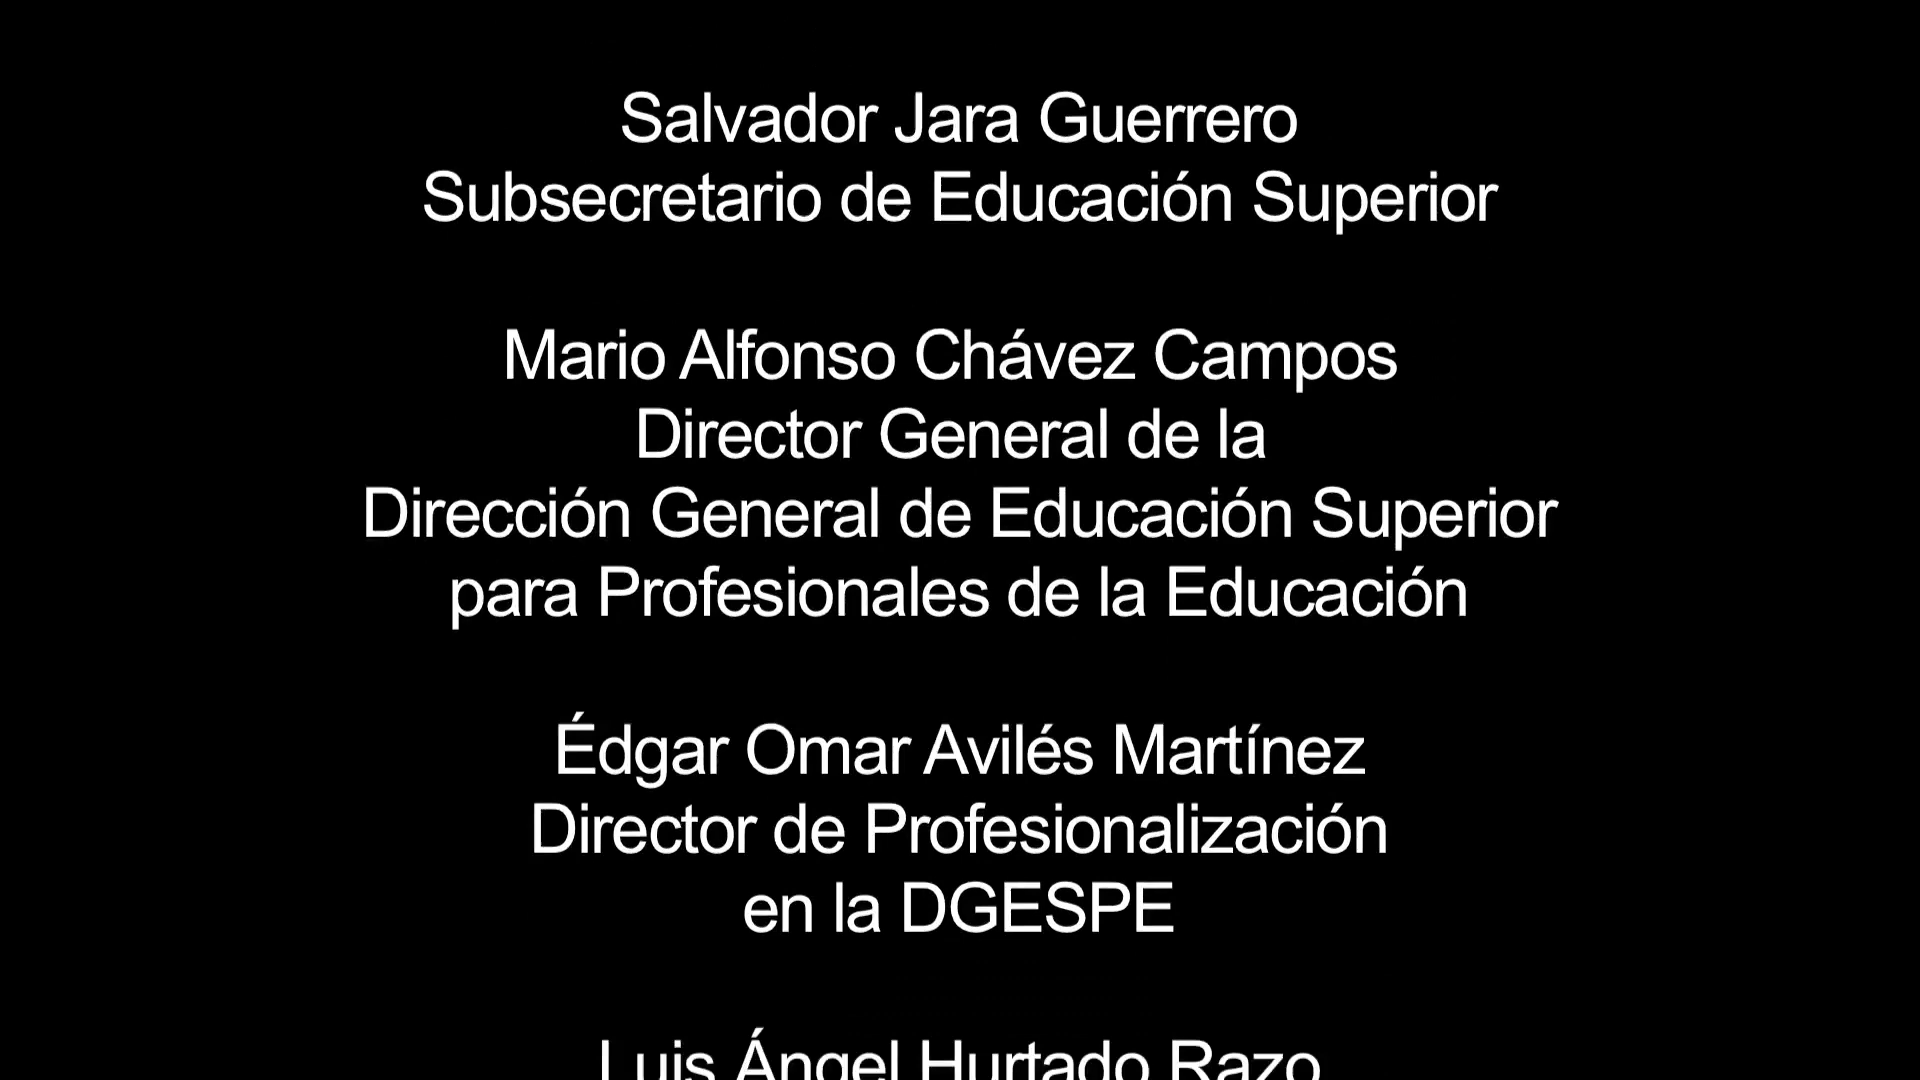 Salvador Jara Guerrero
Subsecretario de Educación Superior
Mario Alfonso Chávez Campos
Director General de la
Dirección General de Educación Superior
para Profesionales de la Educación
Édgar Omar Avilés Martínez
Director de Profesionalización
en la DGESPE
Luis Ángel Hurtado Razo